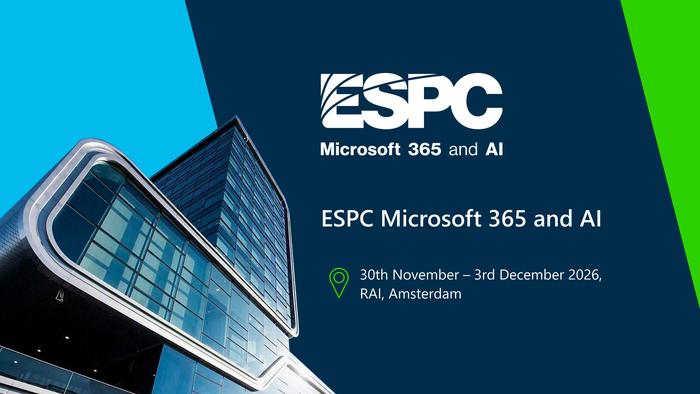 ESPC
Microsoft 365 and AI
ESPC Microsoft 365 and AI
30th November – 3rd December 2026,
RAI, Amsterdam